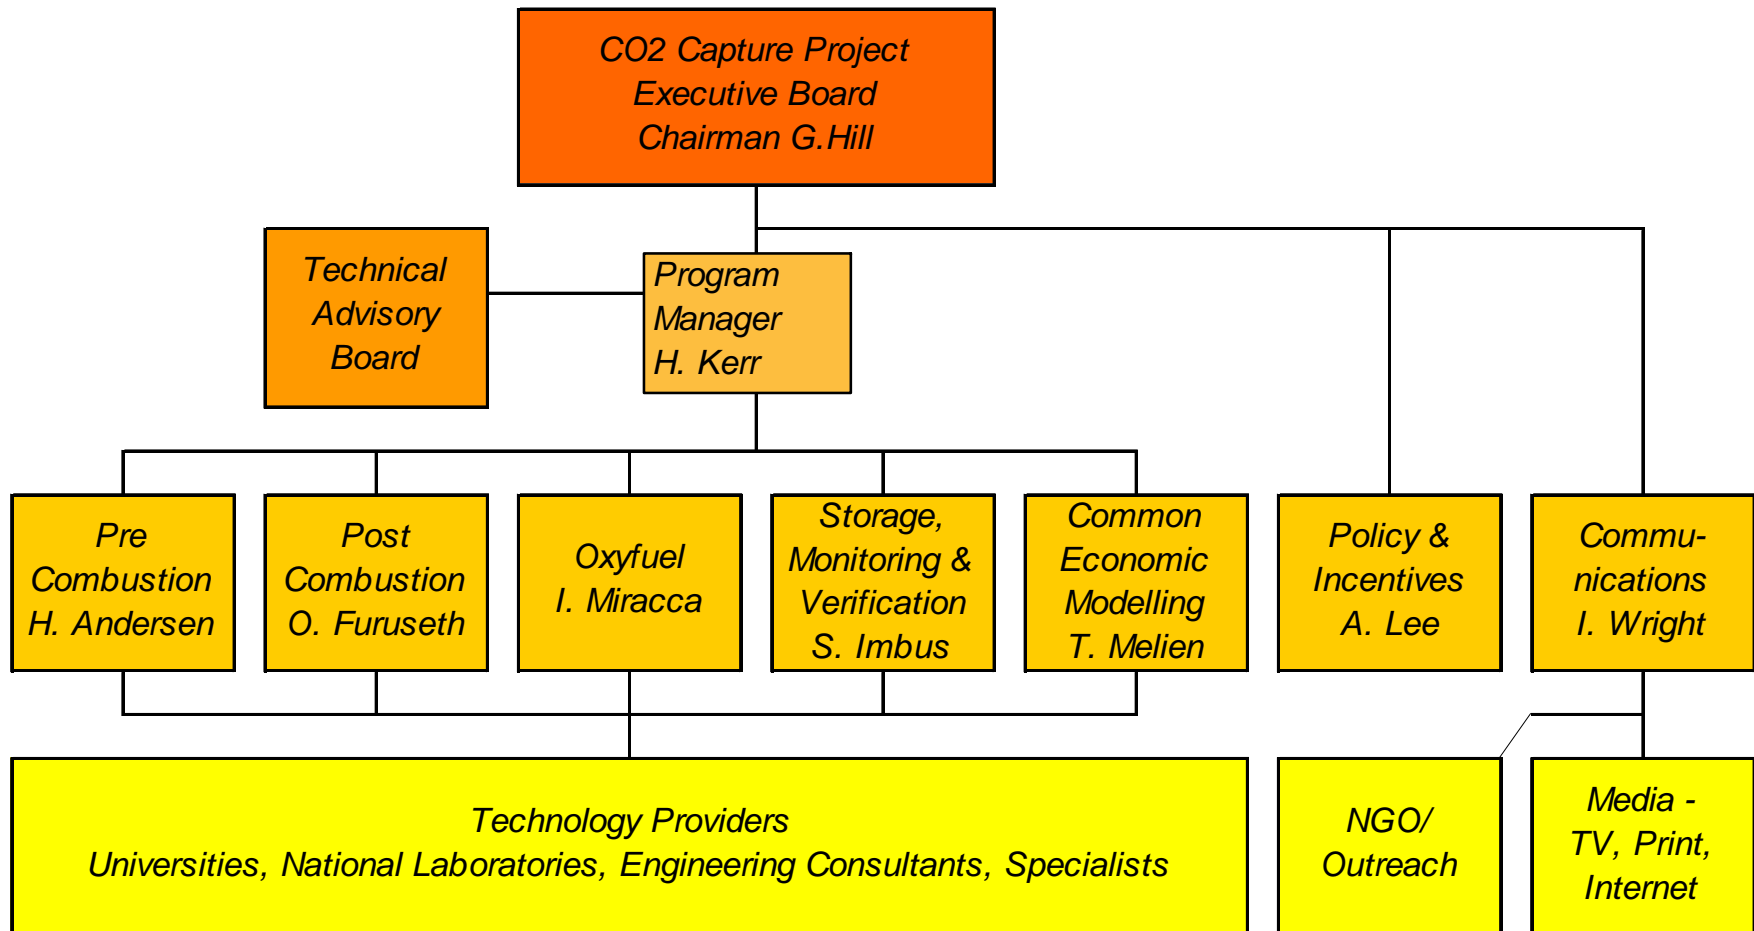 CO2 Capture Project
Executive Board
Chairman G.Hill
Technical
Advisory
Board
Program
Manager
H. Kerr
Pre
Combustion
H. Andersen
Post
Combustion
O. Furuseth
Oxyfuel
I. Miracca
Storage,
Monitoring &
Verification
S. Imbus
Common
Economic
Modelling
T. Melien
Policy &
Incentives
A. Lee
Commu-
nications
I. Wright
Technology Providers
Universities, National Laboratories, Engineering Consultants, Specialists
NGO/
Outreach
Media -
TV, Print,
Internet